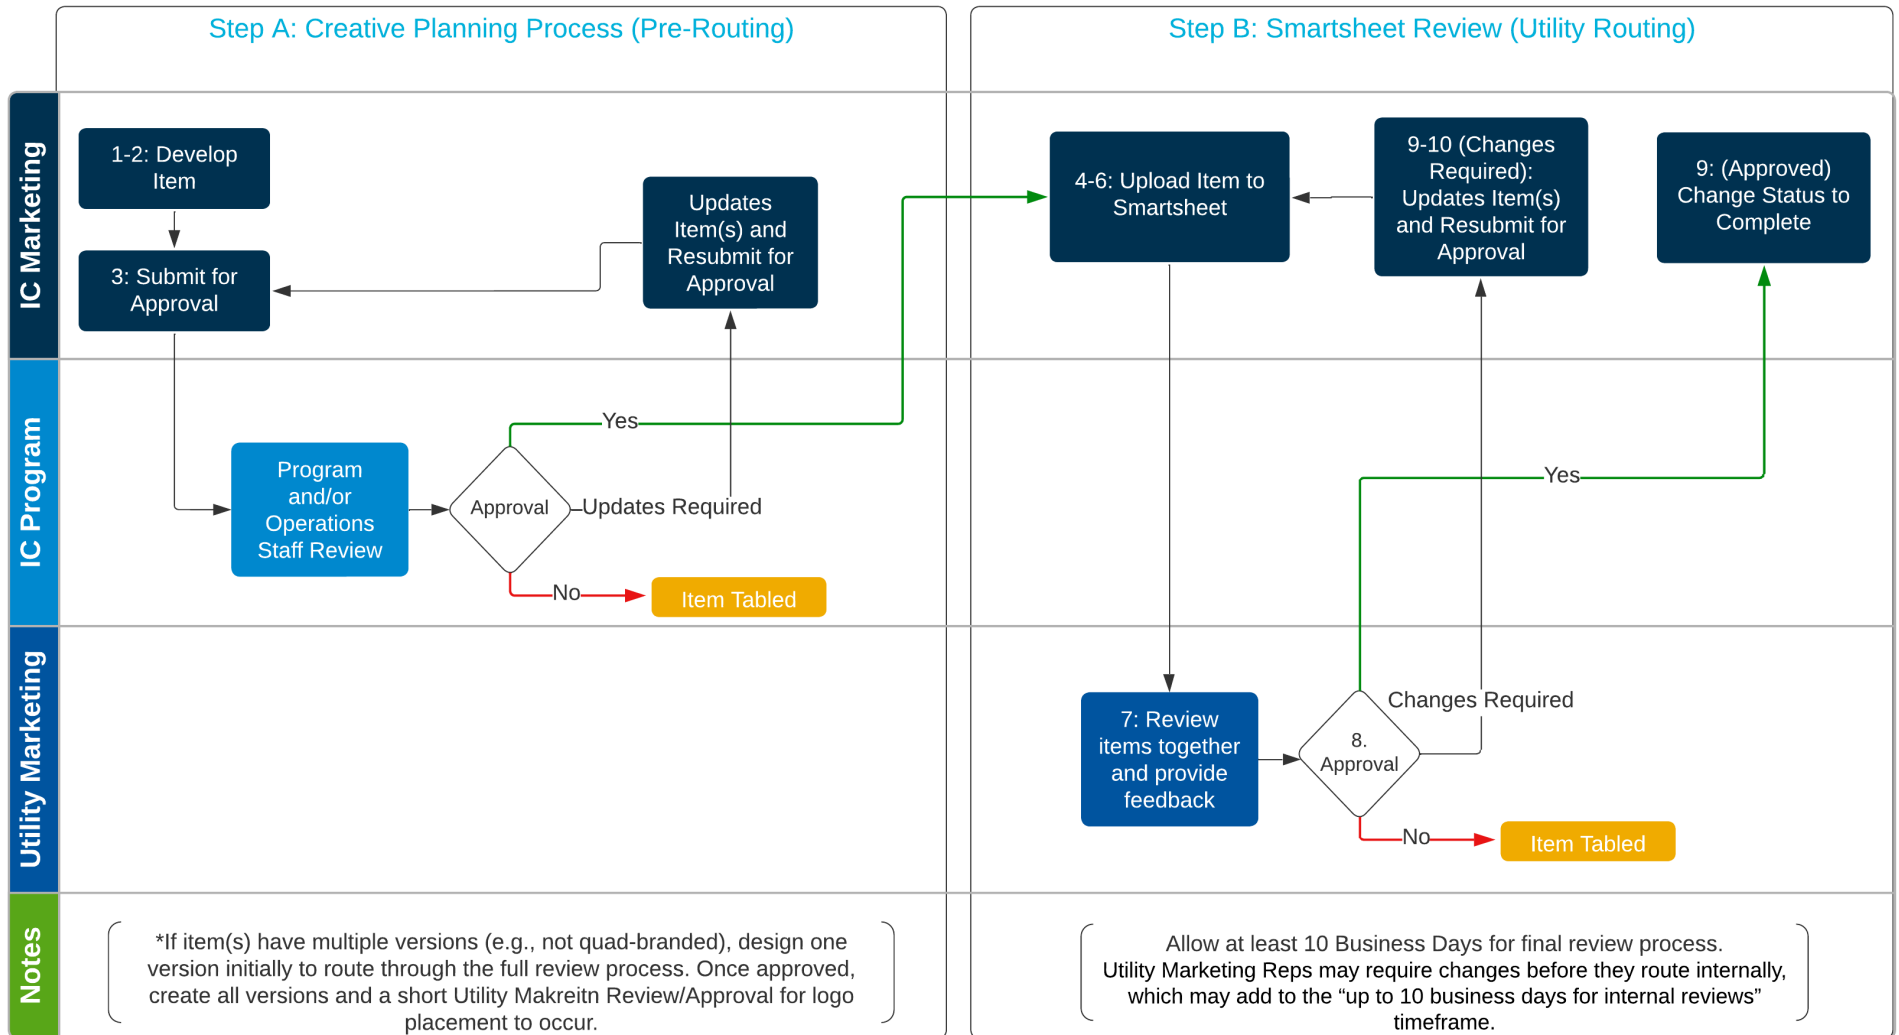 Step A: Creative Planning Process (Pre-Routing)
Step B: Smartsheet Review (Utility Routing)
IC Marketing
1-2: Develop
Item
3: Submit for
Approval
Updates
Item(s) and
Resubmit for
Approval
4-6: Upload Item to
Smartsheet
9-10 (Changes
Required):
Updates Item(s)
and Resubmit for
Approval
9: (Approved)
Change Status to
Complete
IC Program
Program
and/or
Operations
Staff Review
Approval
Yes
Updates Required
No
Item Tabled
Yes
Utility Marketing
7: Review
items together
and provide
feedback
8.
Approval
Changes Required
No
Item Tabled
Notes
*If item(s) have multiple versions (e.g., not quad-branded), design one
version initially to route through the full review process. Once approved,
create all versions and a short Utility Makreitn Review/Approval for logo
placement to occur.
Allow at least 10 Business Days for final review process.
Utility Marketing Reps may require changes before they route internally,
which may add to the “up to 10 business days for internal reviews”
timeframe.